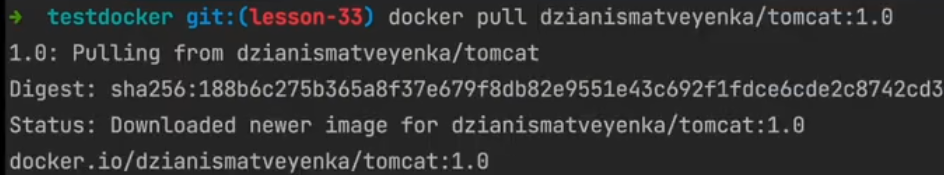 → testdocker git:(lesson-33) docker pull dzianismatveyenka/tomcat:1.0
1.0: Pulling from dzianismatveyenka/tomcat
Digest: sha256:188b6c275b365a8f37e679f8db82e9551e43c692f1fdce6cde2c8742cd3
Status: Downloaded newer image for dzianismatveyenka/tomcat:1.0
docker.io/dzianismatveyenka/tomcat:1.0